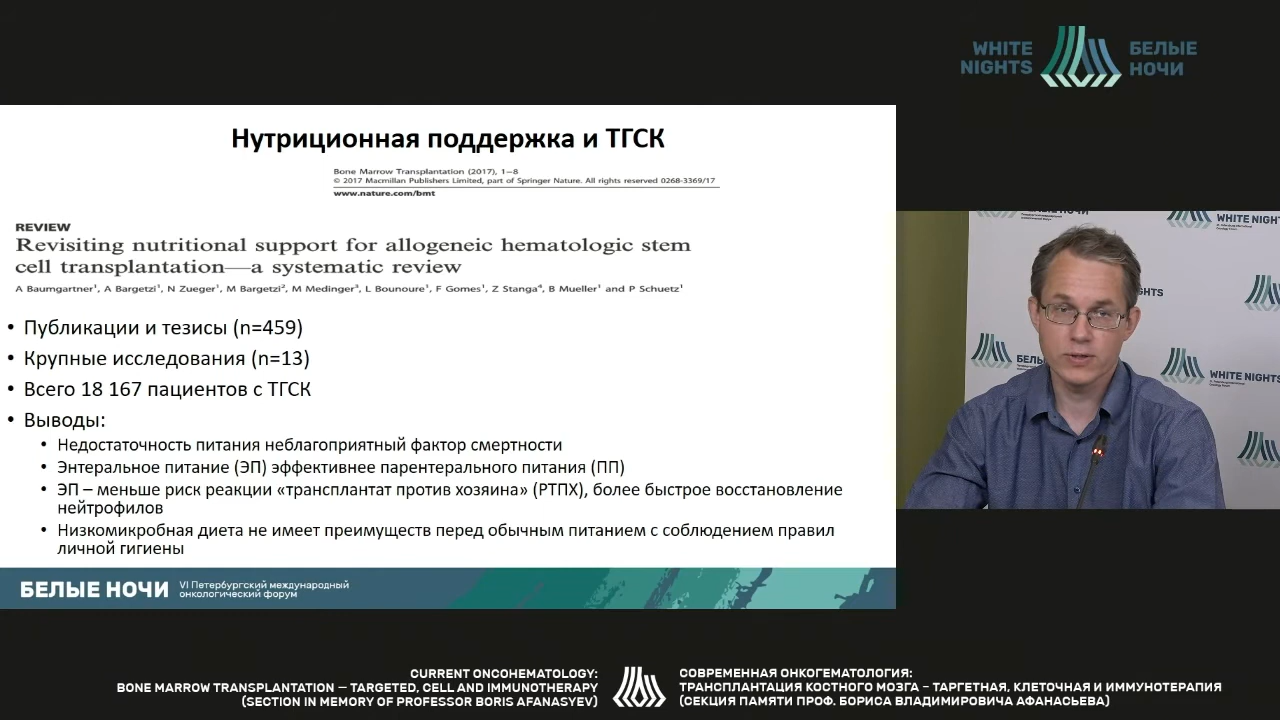 WHITE
NIGHTS
БЕЛЫЕ
НОЧИ
Нутриционная поддержка и ТГСК
Bone Marrow Transplantation (2017), 1–8
© 2017 Macmillan Publishers Limited, part of Springer Nature. All rights reserved 0268-3369/17
www.nature.com/bmt
REVIEW
Revisiting nutritional support for allogeneic hematologic stem
cell transplantation—a systematic review
A Baumgartner¹, A Bargetzi¹, N Zueger¹, M Bargetzi², M Medinger³, L Bounoure¹, F Gomes¹, Z Stanga⁴, B Mueller¹ and P Schuetz¹
• Публикации и тезисы (n=459)
• Крупные исследования (n=13)
• Всего 18 167 пациентов с ТГСК
• Выводы:
• Недостаточность питания неблагоприятный фактор смертности
• Энтеральное питание (ЭП) эффективнее парентерального питания (ПП)
• ЭП – меньше риск реакции «трансплантат против хозяина» (РТПХ), более быстрое восстановление
нейтрофилов
• Низкомикробная диета не имеет преимуществ перед обычным питанием с соблюдением правил
личной гигиены
БЕЛЫЕ НОЧИ
VI Петербургский международный
онкологический форум
WHITE NIGHTS
WHITE NIGHTS
CURRENT ONCOHEMATOLOGY:
BONE MARROW TRANSPLANTATION – TARGETED, CELL AND IMMUNOTHERAPY
(SECTION IN MEMORY OF PROFESSOR BORIS AFANASYEV)
СОВРЕМЕННАЯ ОНКОГЕМАТОЛОГИЯ:
ТРАНСПЛАНТАЦИЯ КОСТНОГО МОЗГА – ТАРГЕТНАЯ, КЛЕТОЧНАЯ И ИММУНОТЕРАПИЯ
(СЕКЦИЯ ПАМЯТИ ПРОФ. БОРИСА ВЛАДИМИРОВИЧА АФАНАСЬЕВА)